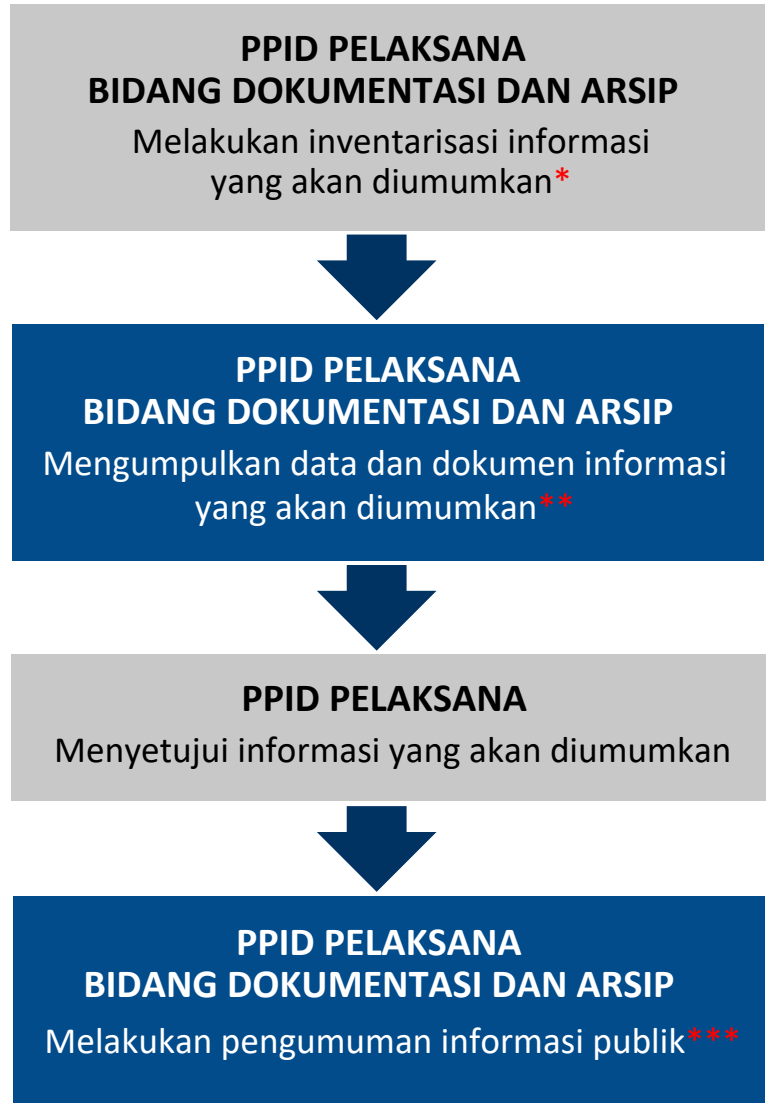 PPID PELAKSANA
BIDANG DOKUMENTASI DAN ARSIP
Melakukan inventarisasi informasi
yang akan diumumkan*
PPID PELAKSANA
BIDANG DOKUMENTASI DAN ARSIP
Mengumpulkan data dan dokumen informasi
yang akan diumumkan**
PPID PELAKSANA
Menyetujui informasi yang akan diumumkan
PPID PELAKSANA
BIDANG DOKUMENTASI DAN ARSIP
Melakukan pengumuman informasi publik***